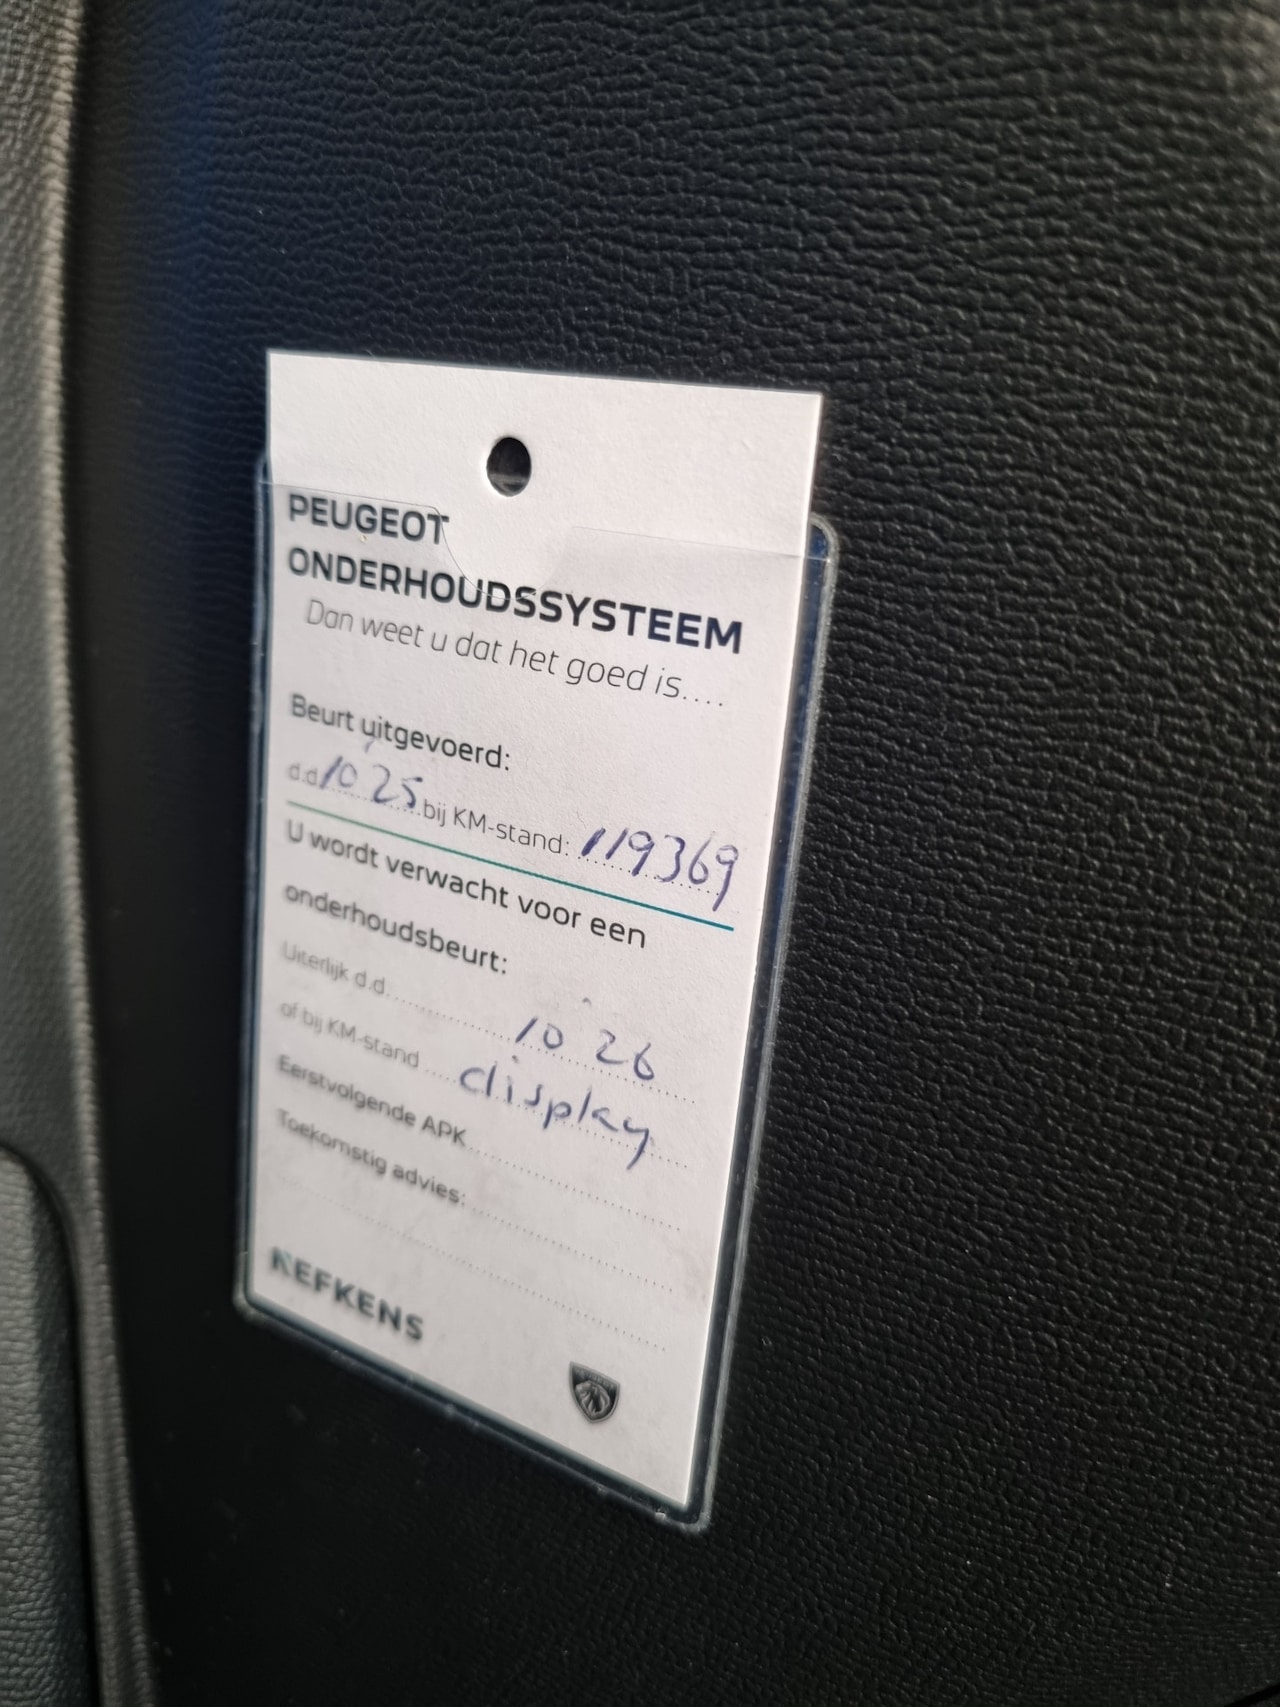 PEUGEOT
ONDERHOUDSSYSTEEM
Dan weet u dat het goed is....
Beurt uitgevoerd:
d.d. 10 25 bij KM-stand: 119369
U wordt verwacht voor een
onderhoudsbeurt:
Uiterlijk d.d. 10 26
of bij KM-stand display
Eerstvolgende APK
Toekomstig advies:
NEFKENS